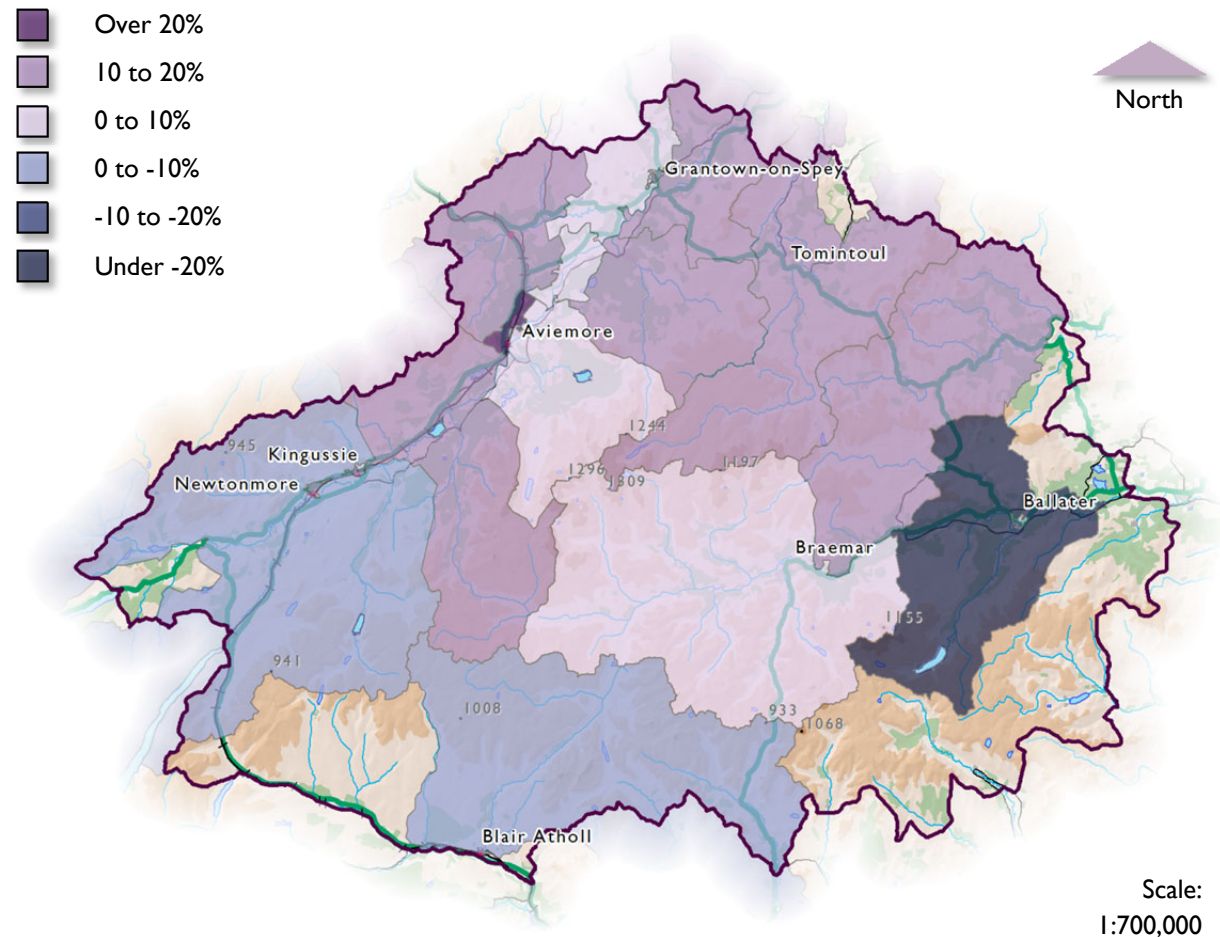 Over 20%
10 to 20%
0 to 10%
0 to -10%
-10 to -20%
Under -20%
North
Grantown-on-Spey
Tomintoul
Aviemore
1244
945
Kingussie
1296
1309
1197
Newtonmore
Ballater
Braemar
1155
941
1008
933
1068
Blair Atholl
Scale:
1:700,000